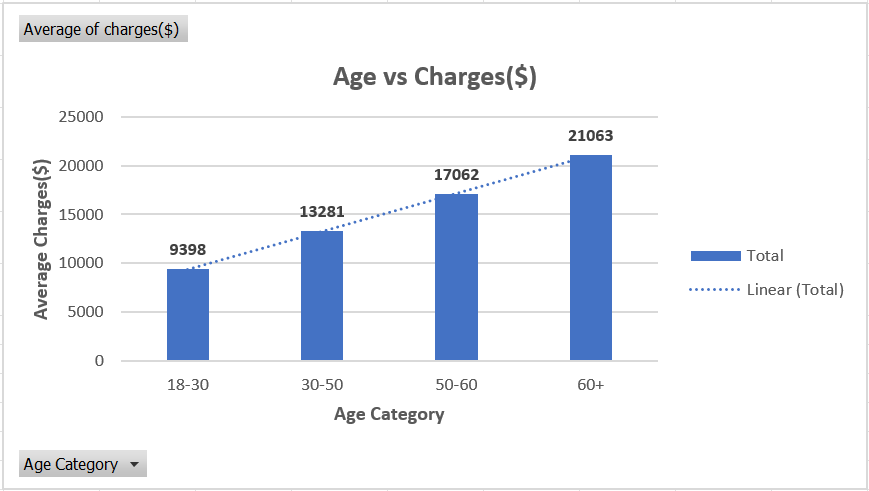 Average of charges($)
Age vs Charges($)
Average Charges($)
25000
20000
15000
10000
5000
0
9398
13281
17062
21063
18-30
30-50
50-60
60+
Age Category
Total
Linear (Total)
Age Category